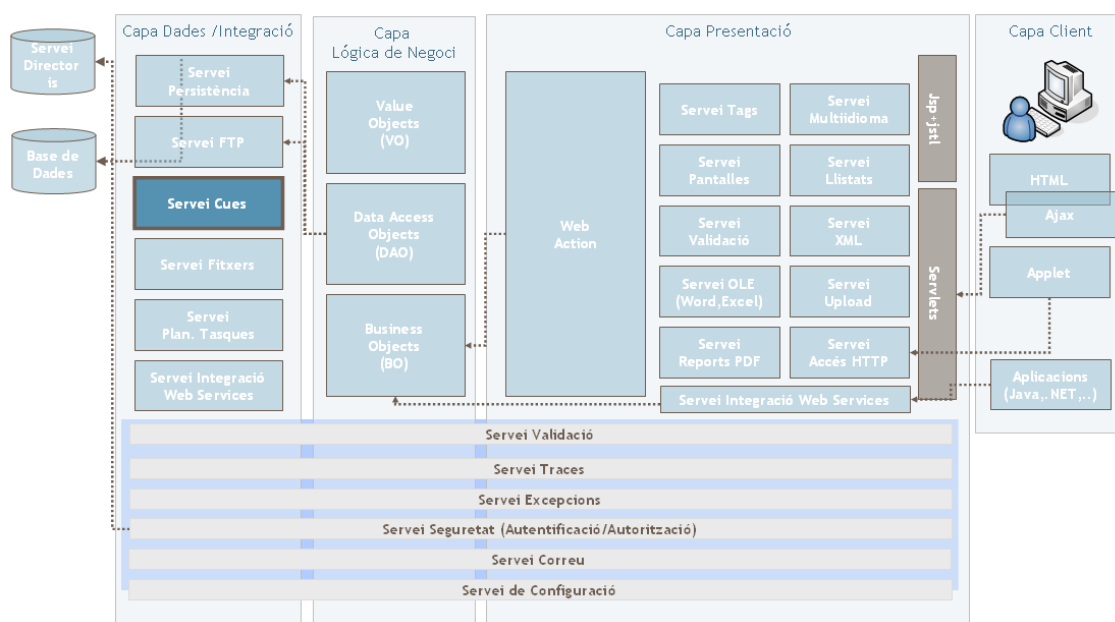 Servei
Director
is
Base de
Dades
Capa Dades /Integració
Servei
Persistència
Servei FTP
Servei Cues
Servei Fitxers
Servei
Plan. Tasques
Servei Integració
Web Services
Capa
Lógica de Negoci
Value
Objects
(VO)
Data Access
Objects
(DAO)
Business
Objects
(BO)
Capa Presentació
Web
Action
Servei Tags
Servei
Multiidioma
Servei
Pantalles
Servei
Llistats
Servei
Validació
Servei
XML
Servei OLE
(Word,Excel)
Servei
Upload
Servei
Reports PDF
Servei
Accés HTTP
Servei Integració Web Services
Jsp+jstl
Servlets
Capa Client
HTML
Ajax
Applet
Aplicacions
(Java,.NET,..)
Servei Validació
Servei Traces
Servei Excepcions
Servei Seguretat (Autentificació/Autorització)
Servei Correu
Servei de Configuració